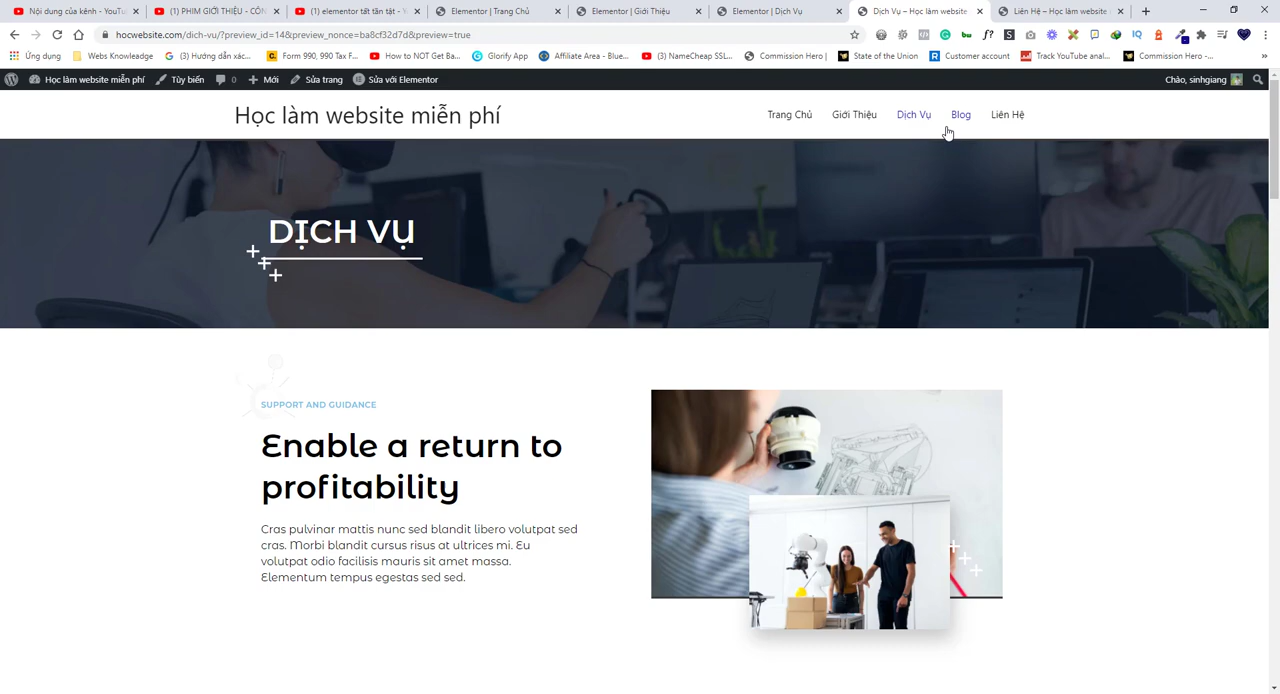 Nội dung của kênh - YouTu
(1) PHIM GIỚI THIỆU - CÔN
(1) elementor tất tần tật - Y
Elementor | Trang Chủ
Elementor | Giới Thiệu
Elementor | Dịch Vụ
Dịch Vụ – Học làm website
Liên Hệ – Học làm website
hocwebsite.com/dich-vu/?preview_id=14&preview_nonce=ba8cf32d7d&preview=true
Ứng dụng
Webs Knowleadge
(3) Hướng dẫn xác...
Form 990, 990 Tax F...
How to NOT Get Ba...
Glorify App
Affiliate Area - Blue...
(3) NameCheap SSL...
Commission Hero |
State of the Union
Customer account
Track YouTube anal...
Commission Hero -...
»
Học làm website miễn phí
Tùy biến
0
Mới
Sửa trang
Sửa với Elementor
Chào, sinhgiang
Học làm website miễn phí
Trang Chủ
Giới Thiệu
Dịch Vụ
Blog
Liên Hệ
DỊCH VỤ
SUPPORT AND GUIDANCE
Enable a return to
profitability
Cras pulvinar mattis nunc sed blandit libero volutpat sed
cras. Morbi blandit cursus risus at ultrices mi. Eu
volutpat odio facilisis mauris sit amet massa.
Elementum tempus egestas sed sed.